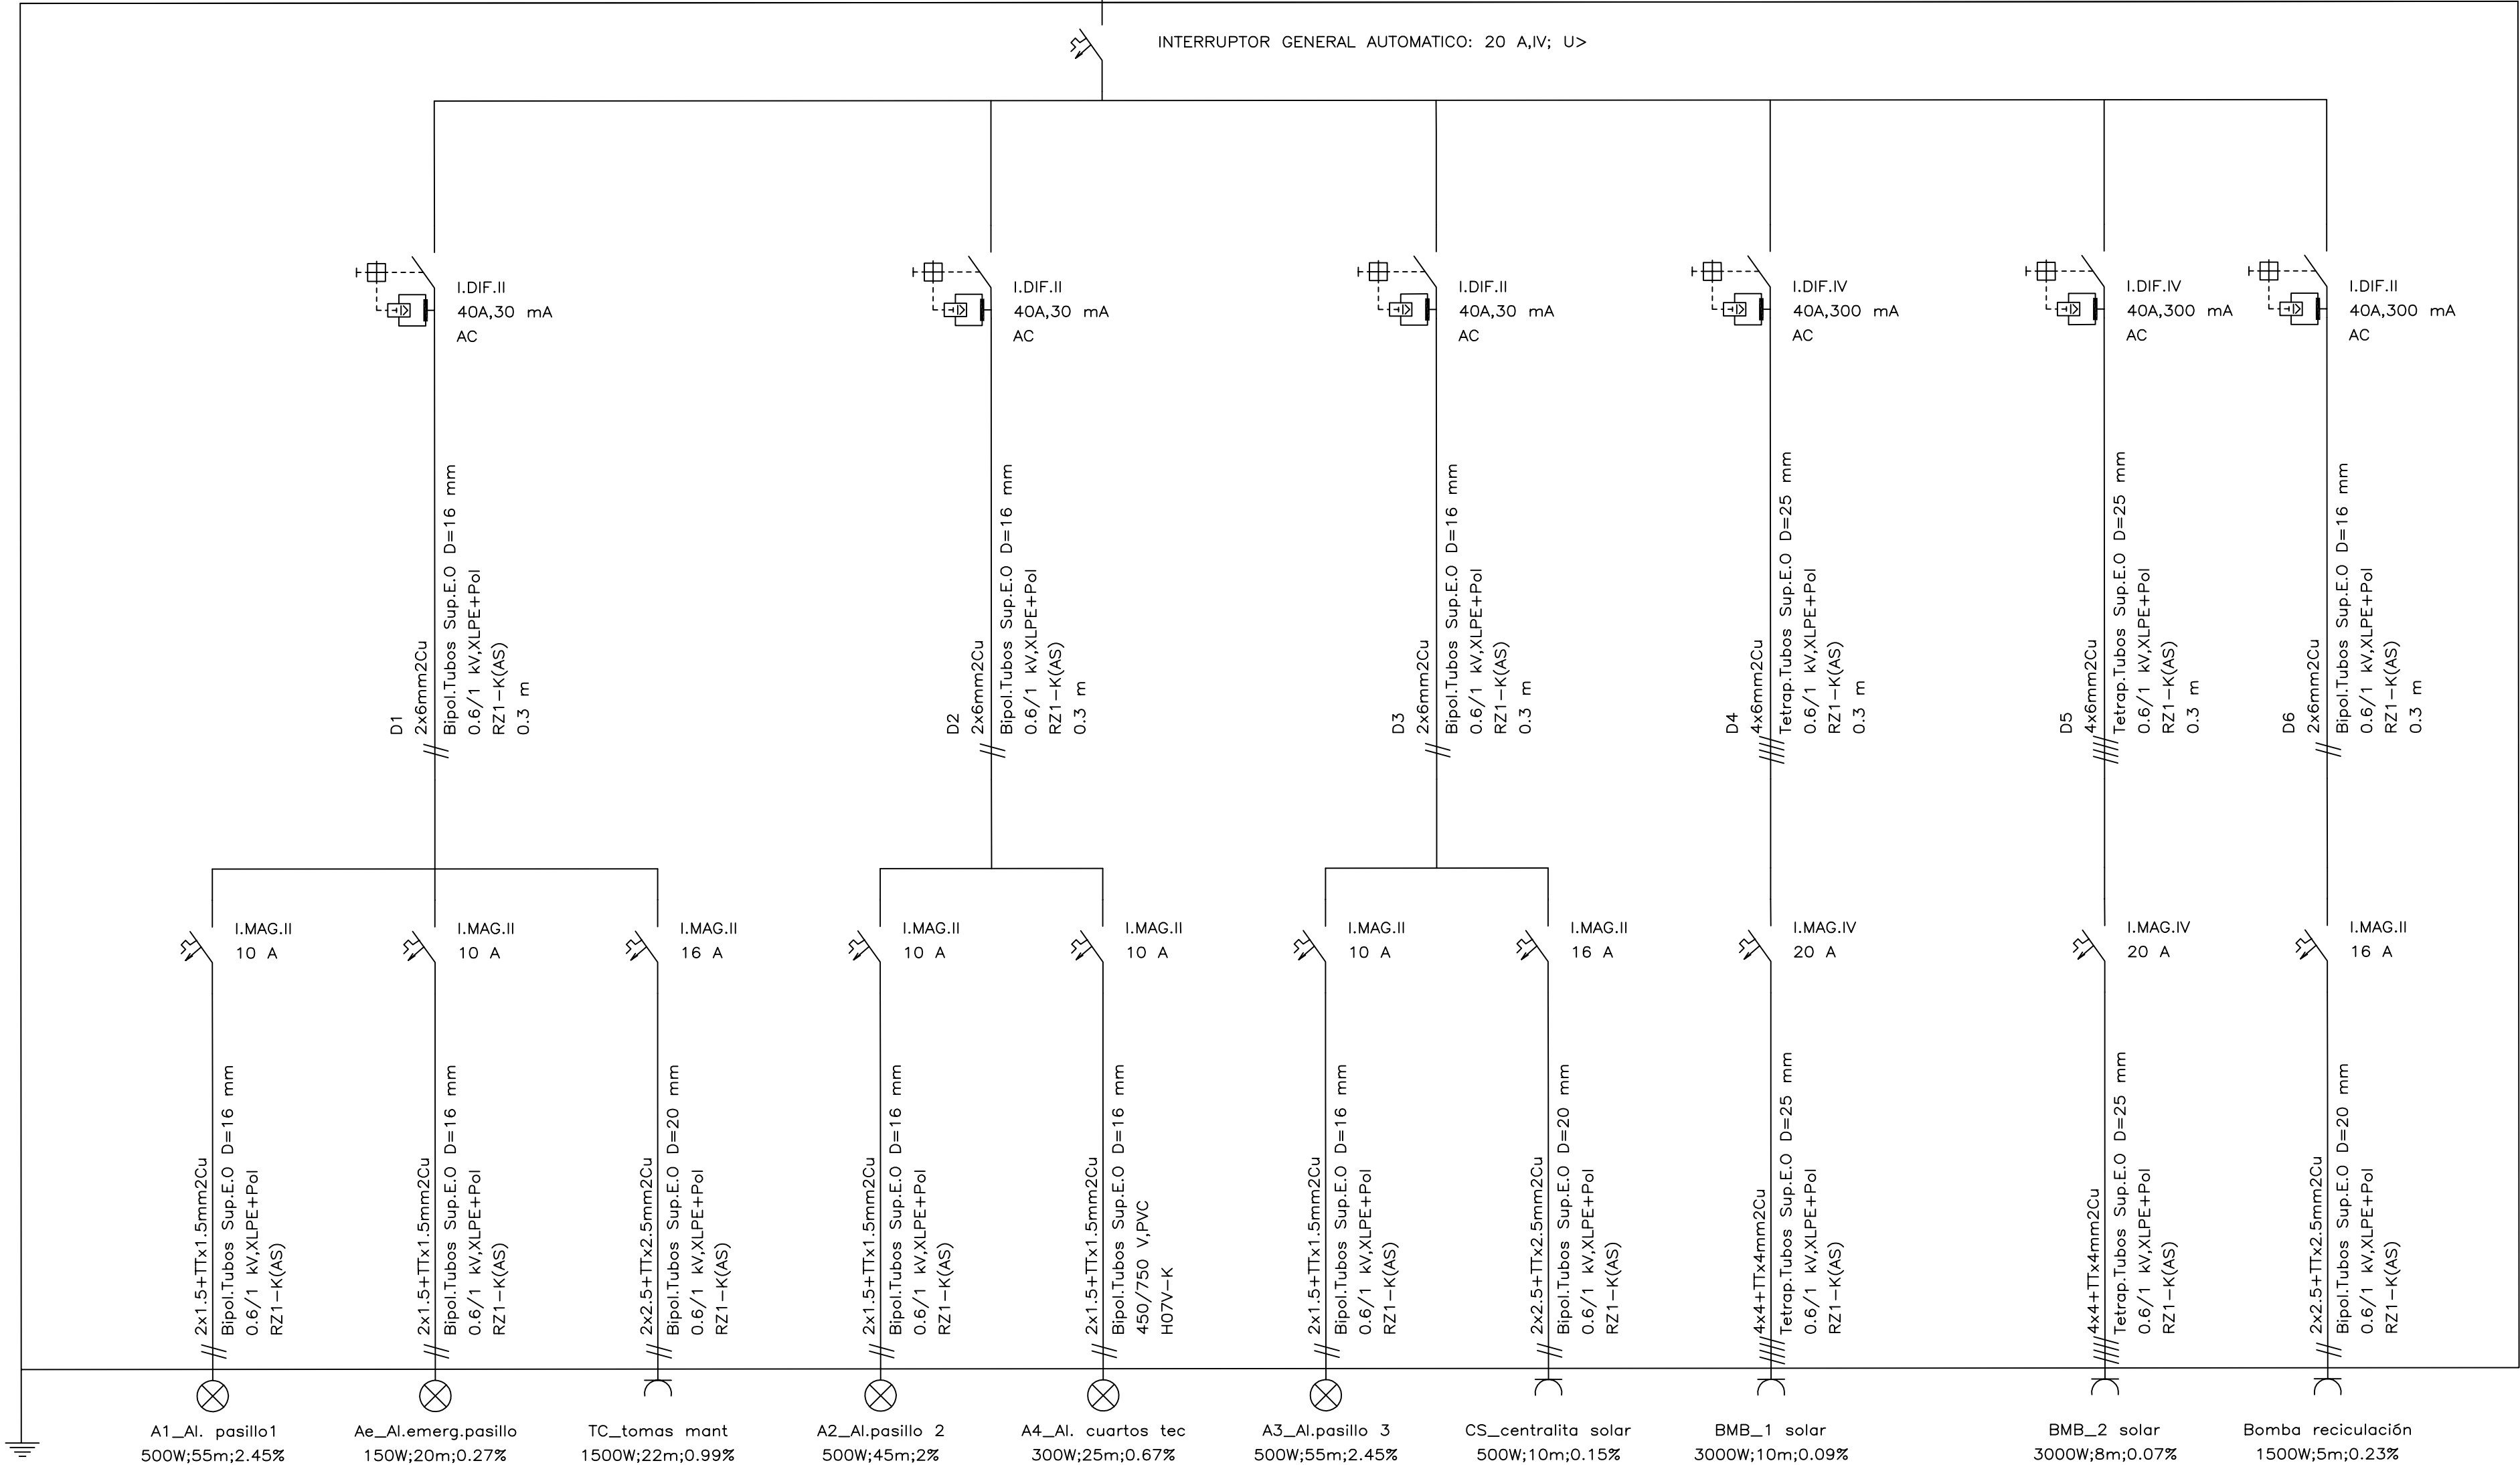 INTERRUPTOR GENERAL AUTOMATICO: 20 A,IV; U>
I.DIF.II
40A,30 mA
AC
I.DIF.II
40A,30 mA
AC
I.DIF.II
40A,30 mA
AC
I.DIF.IV
40A,300 mA
AC
I.DIF.IV
40A,300 mA
AC
I.DIF.II
40A,300 mA
AC
D1
2x6mm2Cu
Bipol.Tubos Sup.E.O D=16 mm
0.6/1 kV,XLPE+Pol
RZ1-K(AS)
0.3 m
D2
2x6mm2Cu
Bipol.Tubos Sup.E.O D=16 mm
0.6/1 kV,XLPE+Pol
RZ1-K(AS)
0.3 m
D3
2x6mm2Cu
Bipol.Tubos Sup.E.O D=16 mm
0.6/1 kV,XLPE+Pol
RZ1-K(AS)
0.3 m
D4
4x6mm2Cu
Tetrap.Tubos Sup.E.O D=25 mm
0.6/1 kV,XLPE+Pol
RZ1-K(AS)
0.3 m
D5
4x6mm2Cu
Tetrap.Tubos Sup.E.O D=25 mm
0.6/1 kV,XLPE+Pol
RZ1-K(AS)
0.3 m
D6
2x6mm2Cu
Bipol.Tubos Sup.E.O D=16 mm
0.6/1 kV,XLPE+Pol
RZ1-K(AS)
0.3 m
I.MAG.II
10 A
I.MAG.II
10 A
I.MAG.II
16 A
I.MAG.II
10 A
I.MAG.II
10 A
I.MAG.II
10 A
I.MAG.II
16 A
I.MAG.IV
20 A
I.MAG.IV
20 A
I.MAG.II
16 A
2x1.5+TTx1.5mm2Cu
Bipol.Tubos Sup.E.O D=16 mm
0.6/1 kV,XLPE+Pol
RZ1-K(AS)
2x1.5+TTx1.5mm2Cu
Bipol.Tubos Sup.E.O D=16 mm
0.6/1 kV,XLPE+Pol
RZ1-K(AS)
2x2.5+TTx2.5mm2Cu
Bipol.Tubos Sup.E.O D=20 mm
0.6/1 kV,XLPE+Pol
RZ1-K(AS)
2x1.5+TTx1.5mm2Cu
Bipol.Tubos Sup.E.O D=16 mm
0.6/1 kV,XLPE+Pol
RZ1-K(AS)
2x1.5+TTx1.5mm2Cu
Bipol.Tubos Sup.E.O D=16 mm
450/750 V,PVC
H07V-K
2x1.5+TTx1.5mm2Cu
Bipol.Tubos Sup.E.O D=16 mm
0.6/1 kV,XLPE+Pol
RZ1-K(AS)
2x2.5+TTx2.5mm2Cu
Bipol.Tubos Sup.E.O D=20 mm
0.6/1 kV,XLPE+Pol
RZ1-K(AS)
4x4+TTx4mm2Cu
Tetrap.Tubos Sup.E.O D=25 mm
0.6/1 kV,XLPE+Pol
RZ1-K(AS)
4x4+TTx4mm2Cu
Tetrap.Tubos Sup.E.O D=25 mm
0.6/1 kV,XLPE+Pol
RZ1-K(AS)
2x2.5+TTx2.5mm2Cu
Bipol.Tubos Sup.E.O D=20 mm
0.6/1 kV,XLPE+Pol
RZ1-K(AS)
A1_Al. pasillo1
500W;55m;2.45%
Ae_Al.emerg.pasillo
150W;20m;0.27%
TC_tomas mant
1500W;22m;0.99%
A2_Al.pasillo 2
500W;45m;2%
A4_Al. cuartos tec
300W;25m;0.67%
A3_Al.pasillo 3
500W;55m;2.45%
CS_centralita solar
500W;10m;0.15%
BMB_1 solar
3000W;10m;0.09%
BMB_2 solar
3000W;8m;0.07%
Bomba reciculación
1500W;5m;0.23%